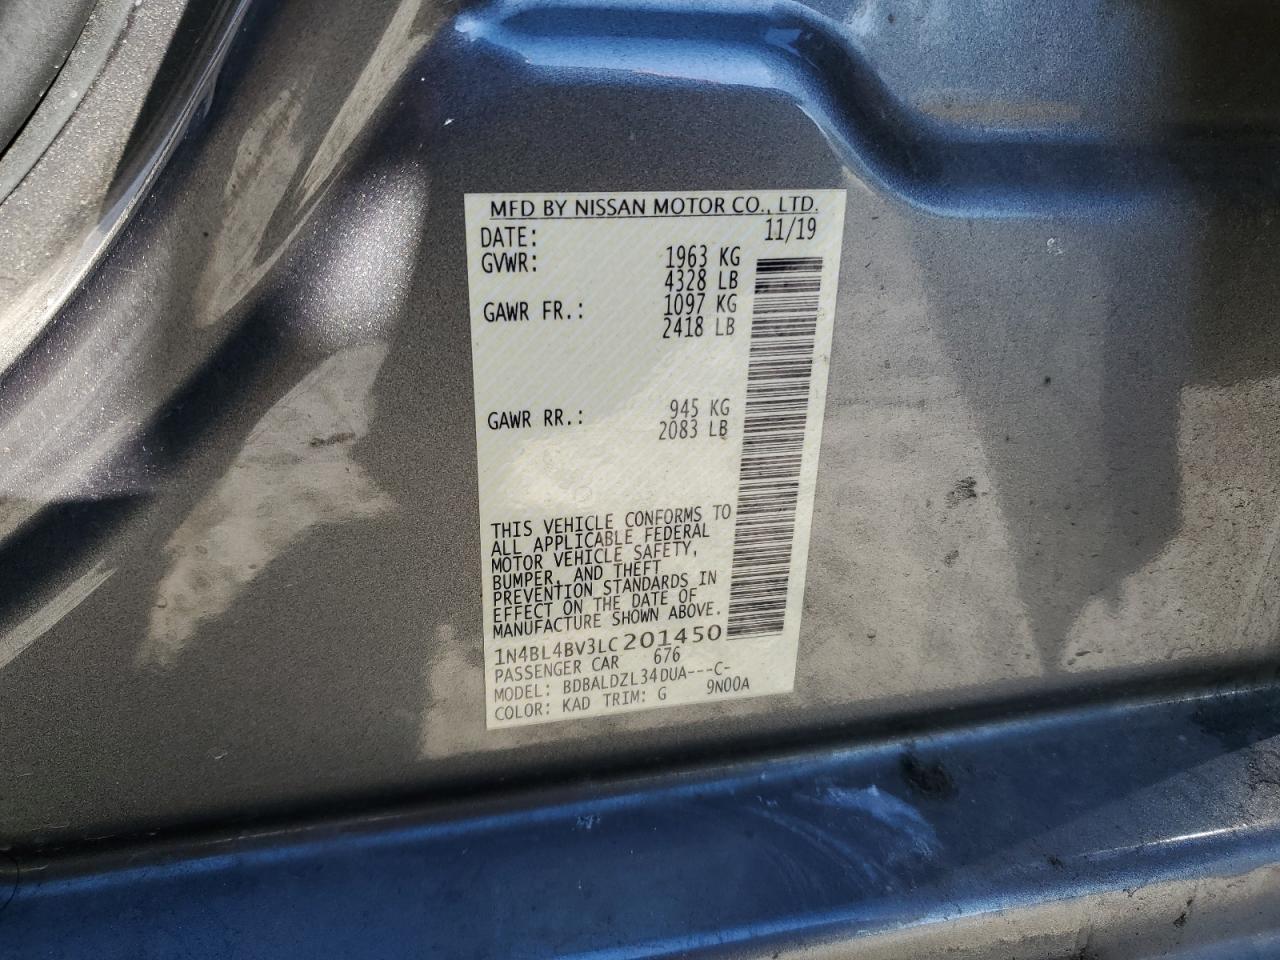 MFD BY NISSAN MOTOR CO., LTD.
DATE: 11/19
GVWR: 1963 KG
4328 LB
GAWR FR.: 1097 KG
2418 LB
GAWR RR.: 945 KG
2083 LB
THIS VEHICLE CONFORMS TO
ALL APPLICABLE FEDERAL
MOTOR VEHICLE SAFETY,
BUMPER, AND THEFT
PREVENTION STANDARDS IN
EFFECT ON THE DATE OF
MANUFACTURE SHOWN ABOVE.
1N4BL4BV3LC201450
PASSENGER CAR 676
MODEL: BDBALDZL34DUA---C-
COLOR: KAD TRIM: G 9N00A